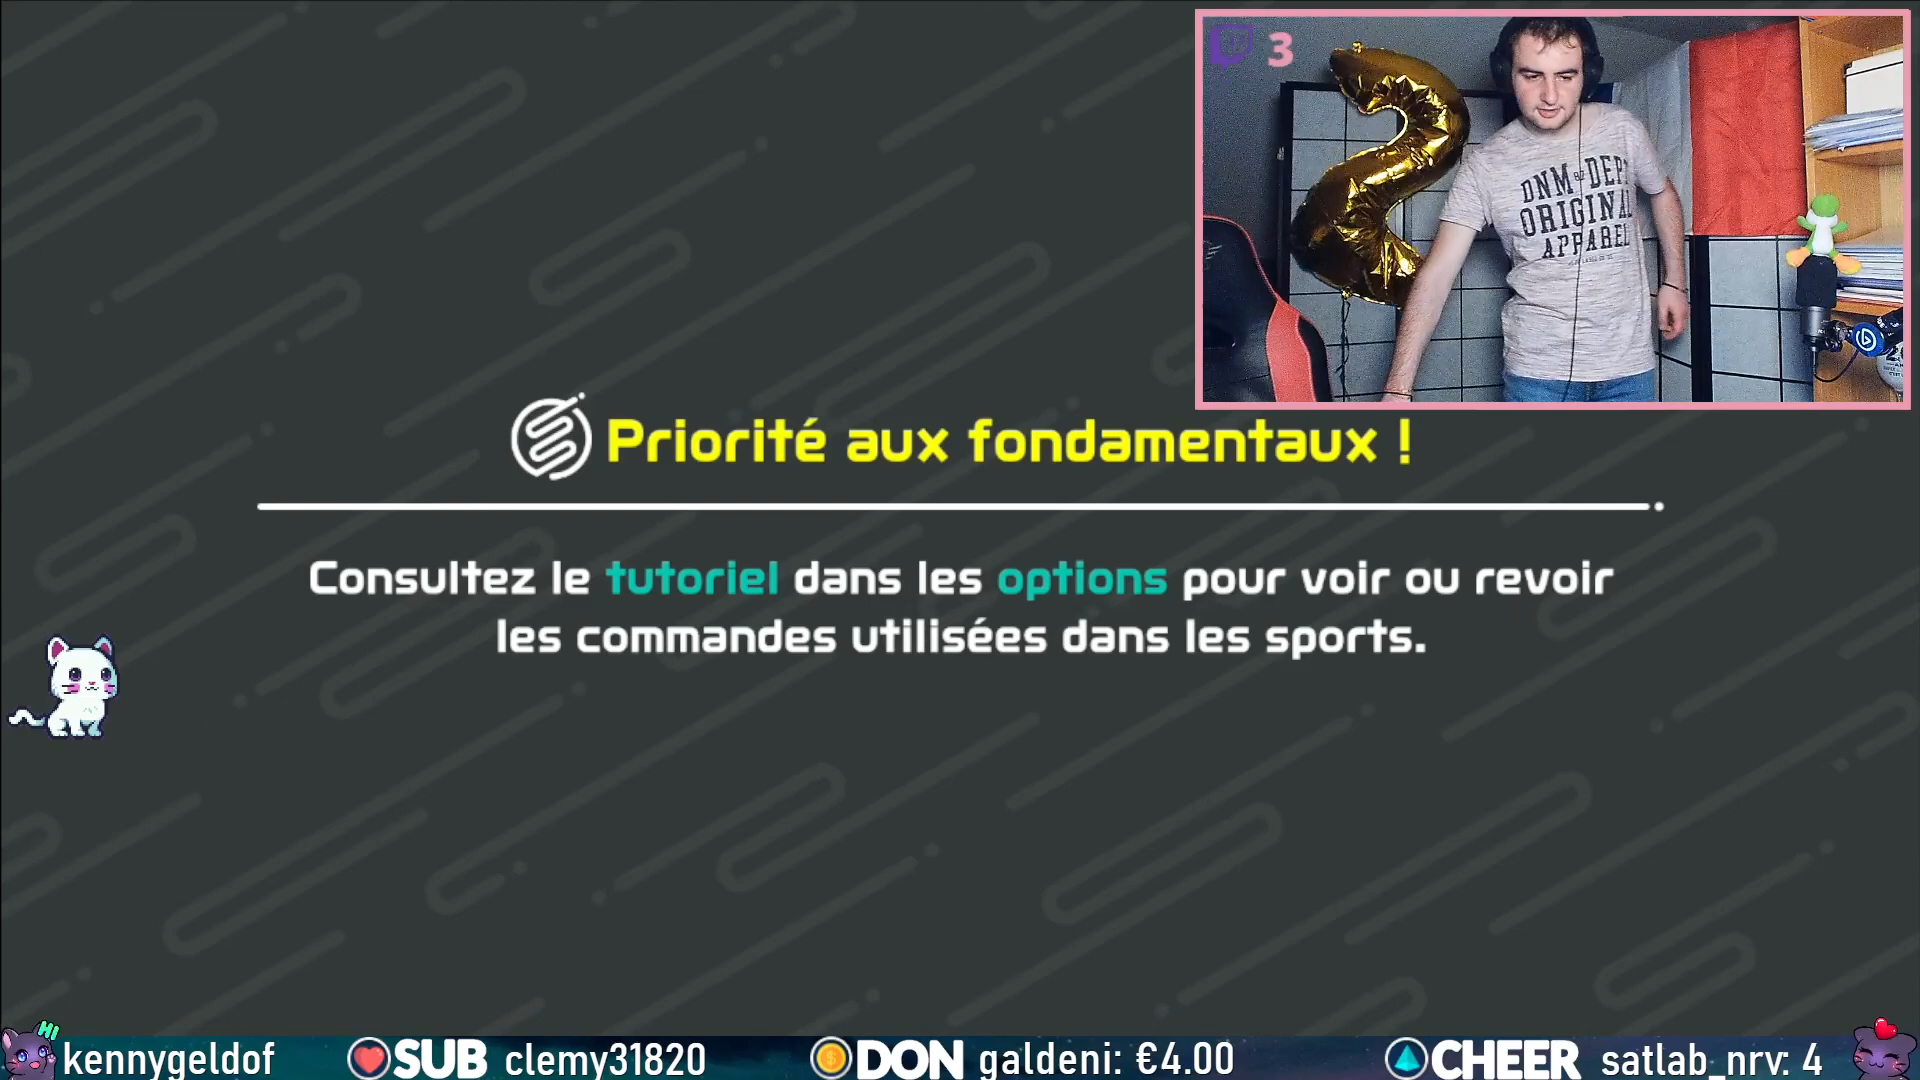 3
DNM DEPT
ORIGINAL
APPAREL
Priorité aux fondamentaux !
Consultez le tutoriel dans les options pour voir ou revoir
les commandes utilisées dans les sports.
HI
kennygeldof
SUB clemy31820
DON galdeni: €4.00
CHEER satlab_nrv: 4